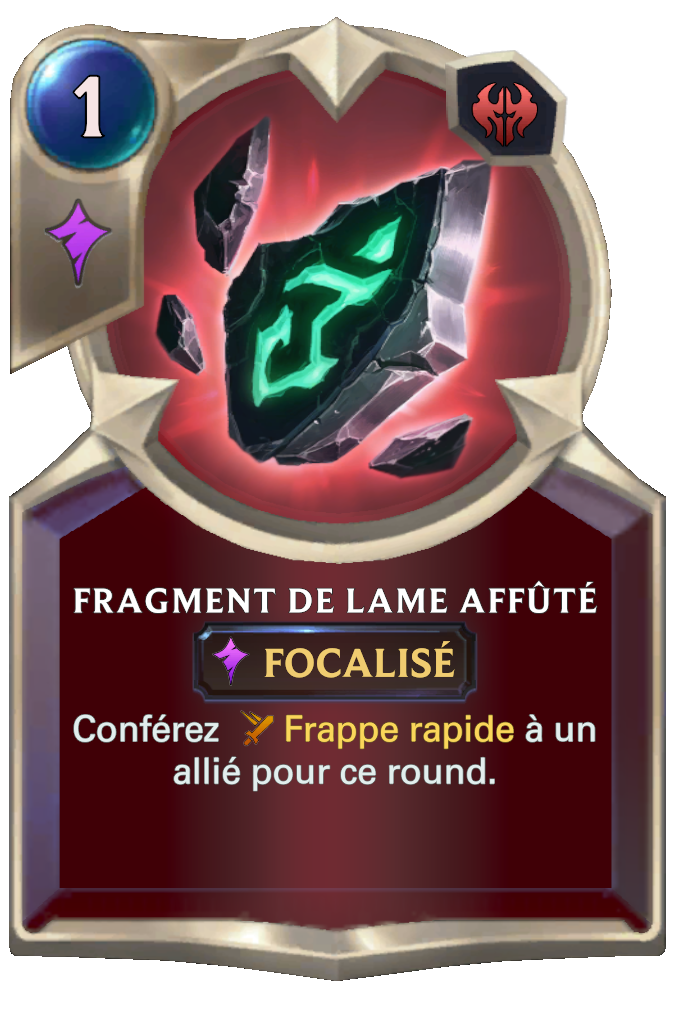 1
FRAGMENT DE LAME AFFÛTÉ
FOCALISÉ
Conférez Frappe rapide à un
allié pour ce round.